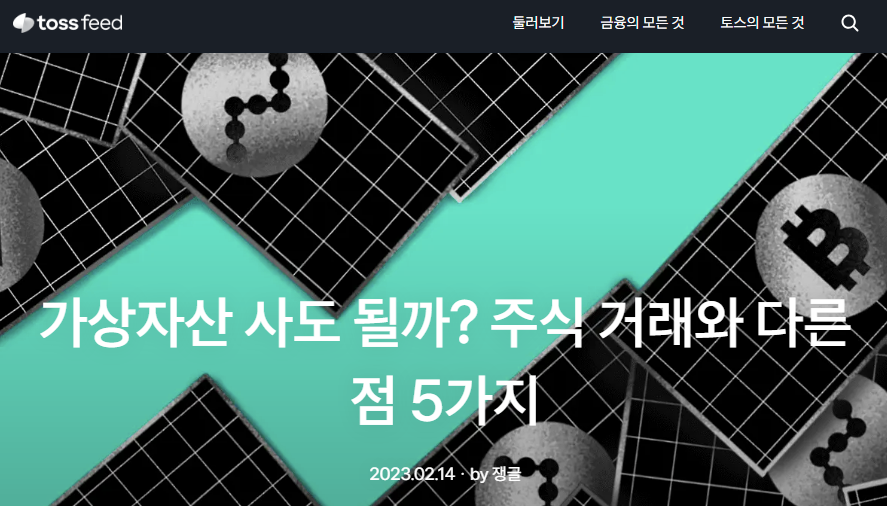 toss feed
둘러보기
금융의 모든 것
토스의 모든 것
가상자산 사도 될까? 주식 거래와 다른
점 5가지
2023.02.14 · by 쟁글